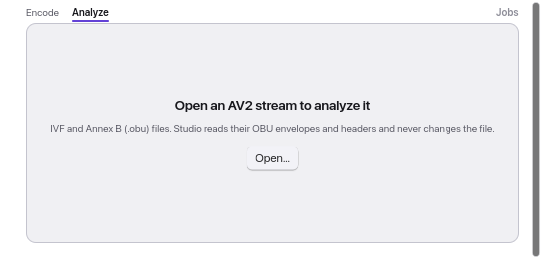 Encode Analyze Jobs
Open an AV2 stream to analyze it
IVF and Annex B (.obu) files. Studio reads their OBU envelopes and headers and never changes the file.
Open...